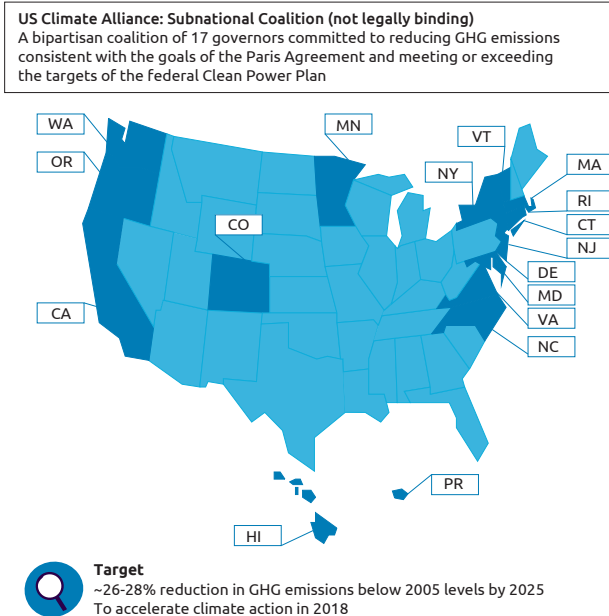 US Climate Alliance: Subnational Coalition (not legally binding)
A bipartisan coalition of 17 governors committed to reducing GHG emissions
consistent with the goals of the Paris Agreement and meeting or exceeding
the targets of the federal Clean Power Plan
WA
MN
VT
OR
NY
MA
RI
CO
CT
NJ
DE
MD
CA
VA
NC
PR
HI
Target
~26-28% reduction in GHG emissions below 2005 levels by 2025
To accelerate climate action in 2018